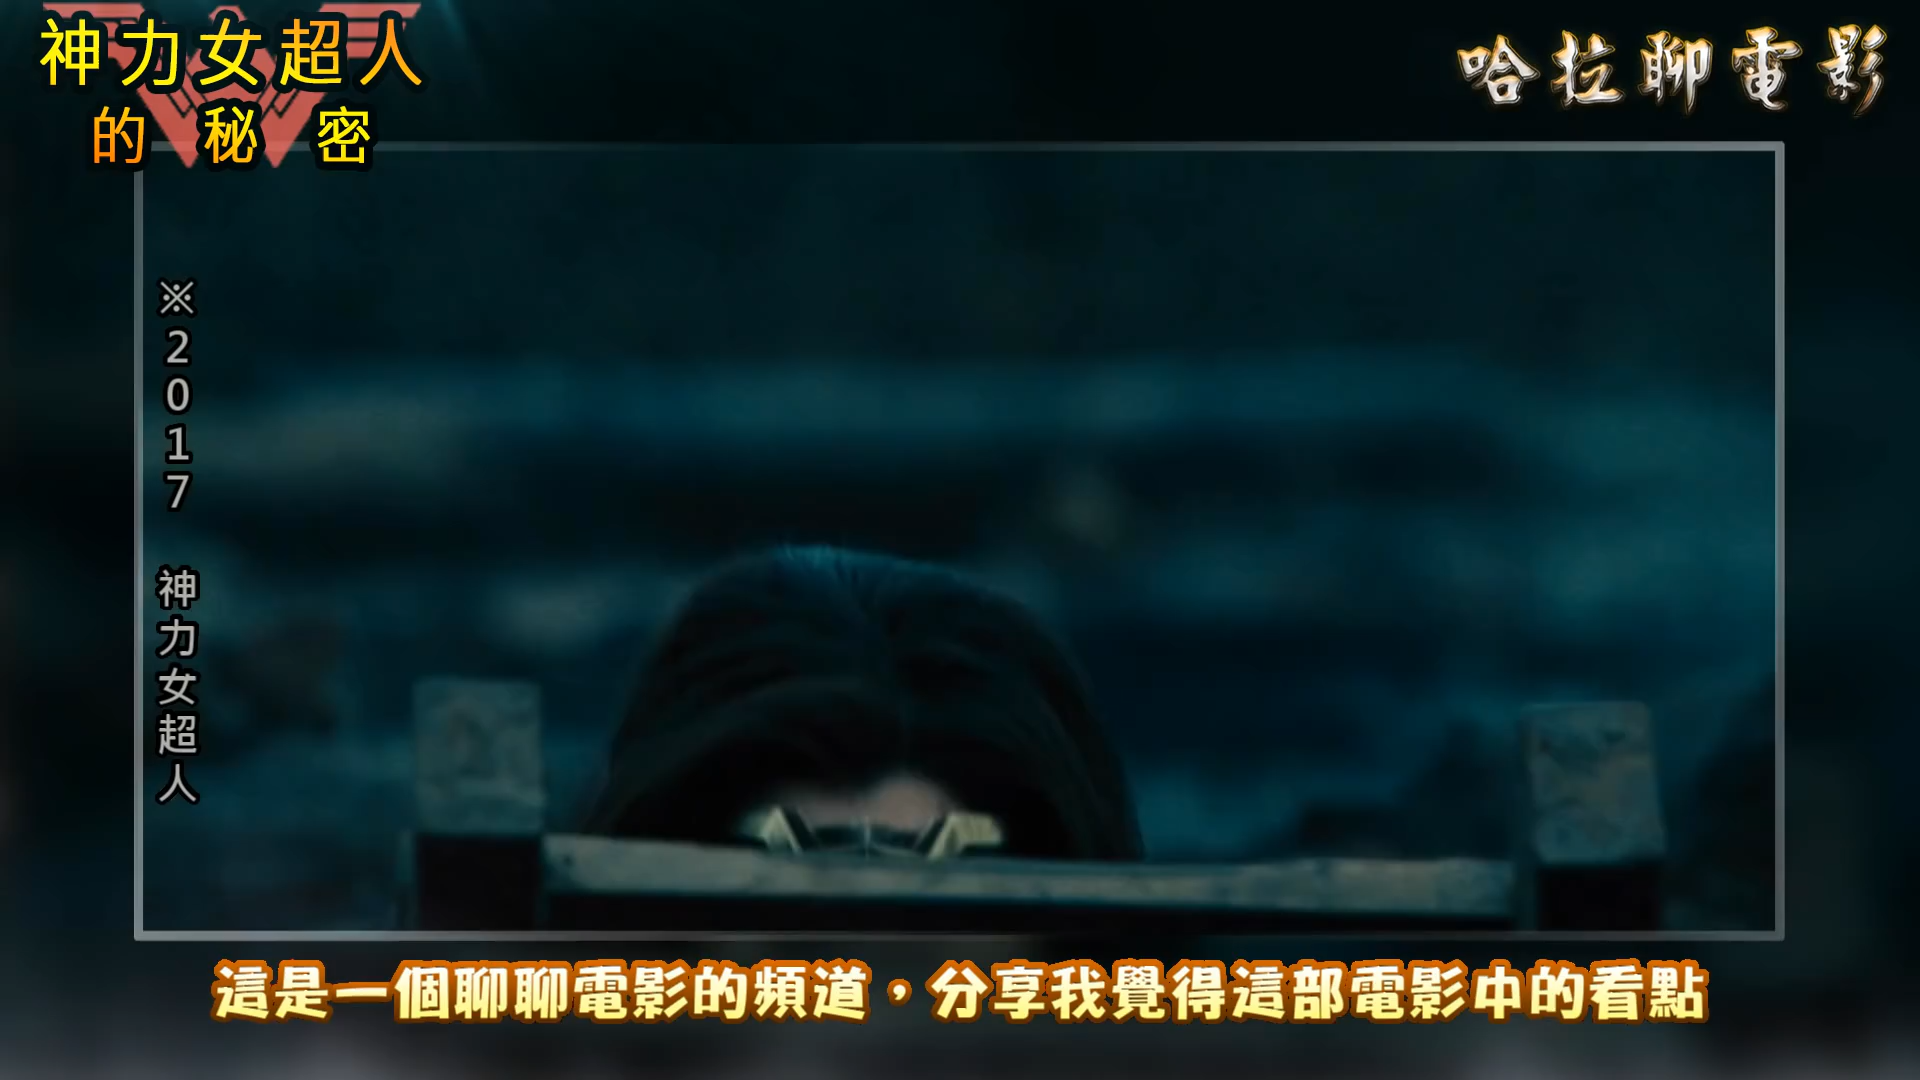 神力女超人
的秘密
哈拉聊電影
※2017 神力女超人
這是一個聊聊電影的頻道，分享我覺得這部電影中的看點